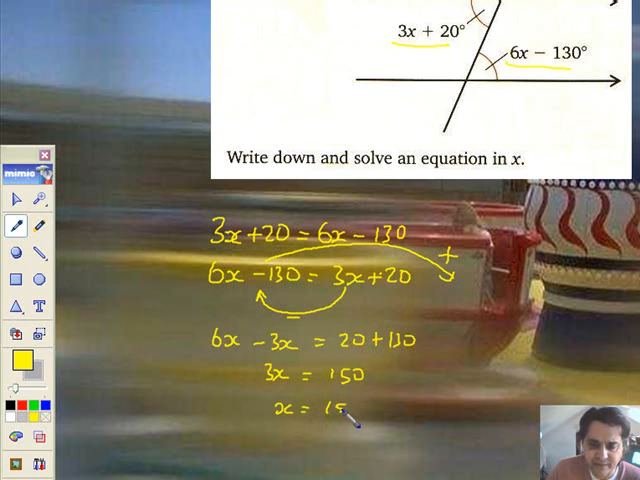 3x + 20°
6x − 130°
Write down and solve an equation in x.
mimio
A T
3x+20 = 6x-130
+
6x -130 = 3x+20
-
6x - 3x = 20+130
3x = 150
x = 15